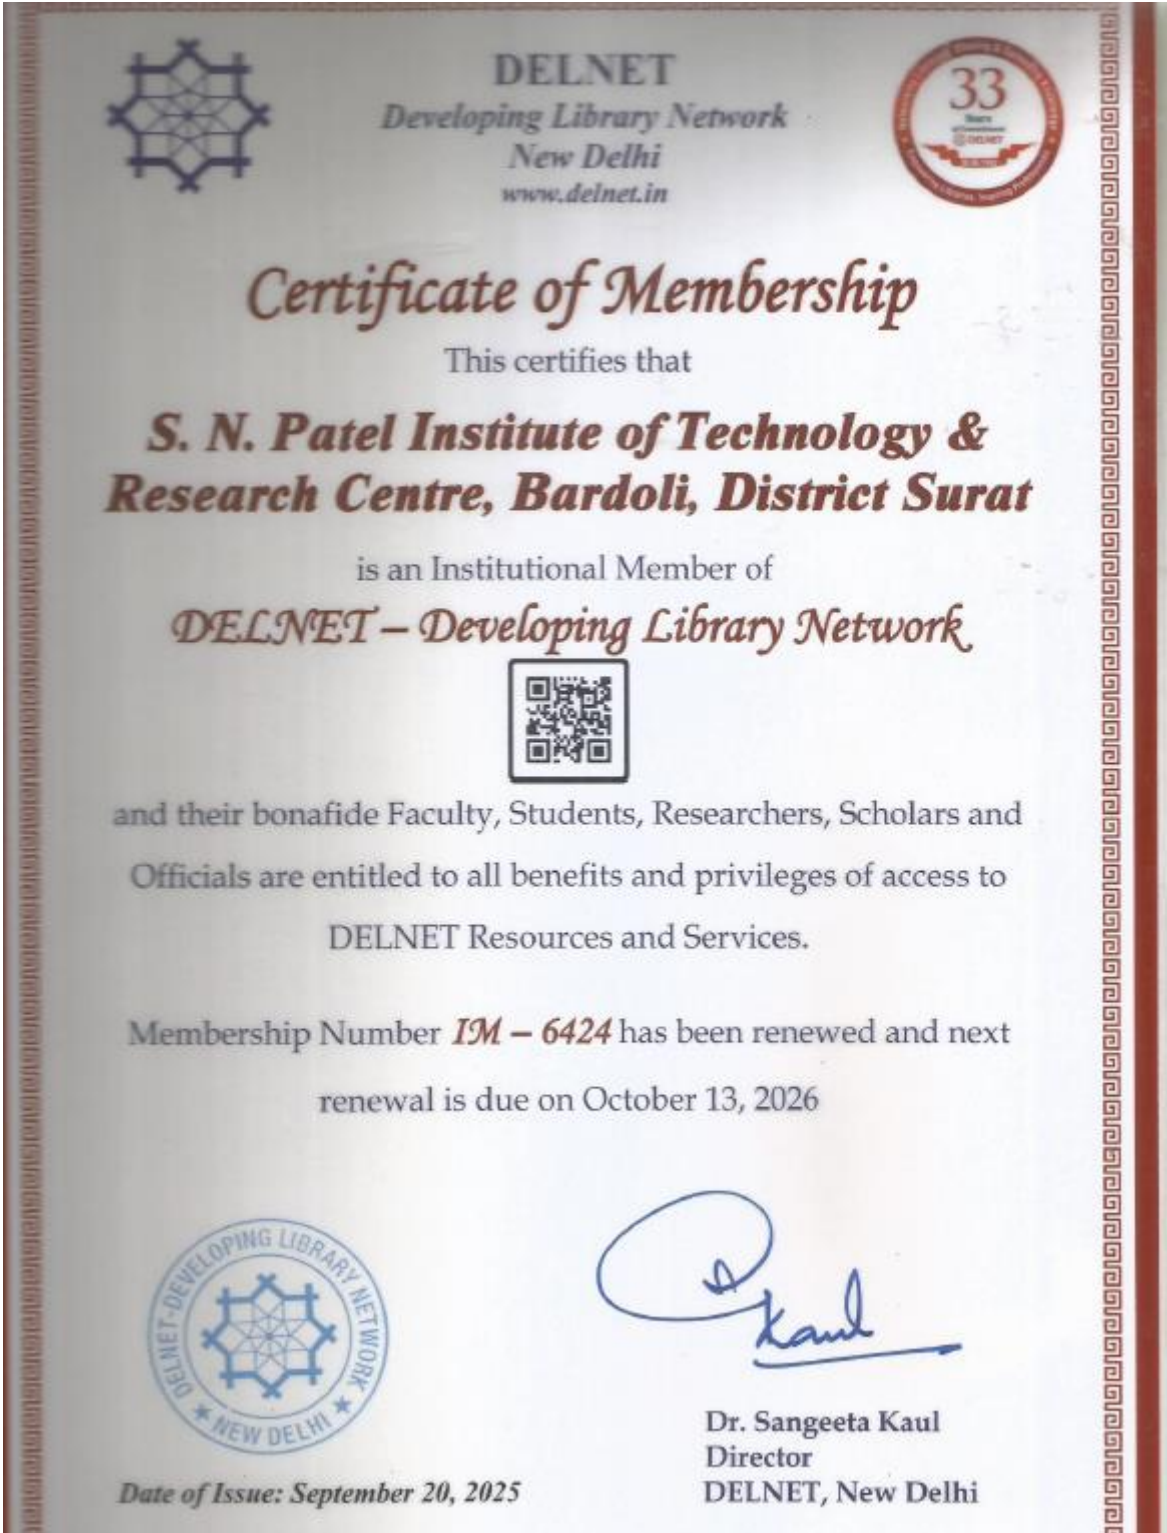 DELNET
Developing Library Network
New Delhi
www.delnet.in
33
Years
DELNET
Certificate of Membership
This certifies that
S. N. Patel Institute of Technology &
Research Centre, Bardoli, District Surat
is an Institutional Member of
DELNET – Developing Library Network
and their bonafide Faculty, Students, Researchers, Scholars and
Officials are entitled to all benefits and privileges of access to
DELNET Resources and Services.
Membership Number IM – 6424 has been renewed and next
renewal is due on October 13, 2026
DELNET-DEVELOPING LIBRARY NETWORK
★ NEW DELHI ★
Kaul
Dr. Sangeeta Kaul
Director
DELNET, New Delhi
Date of Issue: September 20, 2025